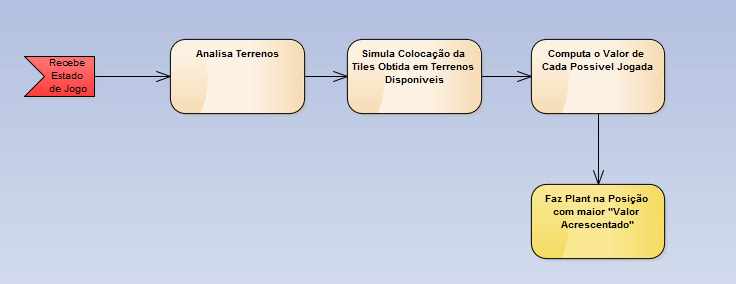 Recebe
Estado
de Jogo
Analisa Terrenos
Simula Colocação da
Tiles Obtida em Terrenos
Disponiveis
Computa o Valor de
Cada Possivel Jogada
Faz Plant na Posição
com maior "Valor
Acrescentado"